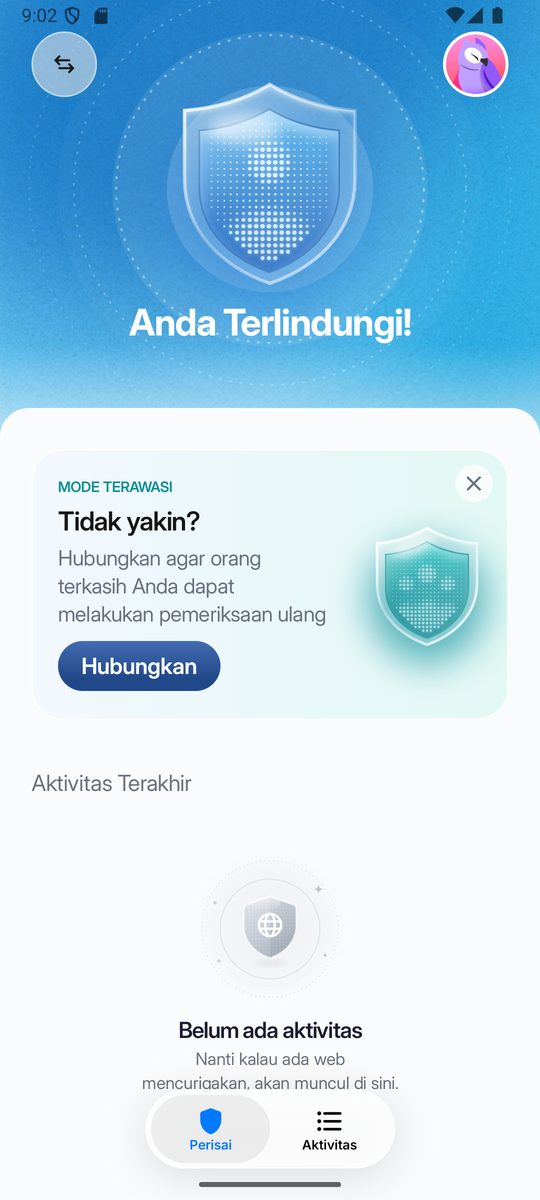 9:02
Anda Terlindungi!
MODE TERAWASI
Tidak yakin?
Hubungkan agar orang
terkasih Anda dapat
melakukan pemeriksaan ulang
Hubungkan
Aktivitas Terakhir
Belum ada aktivitas
Nanti kalau ada web
mencurigakan, akan muncul di sini.
Perisai
Aktivitas